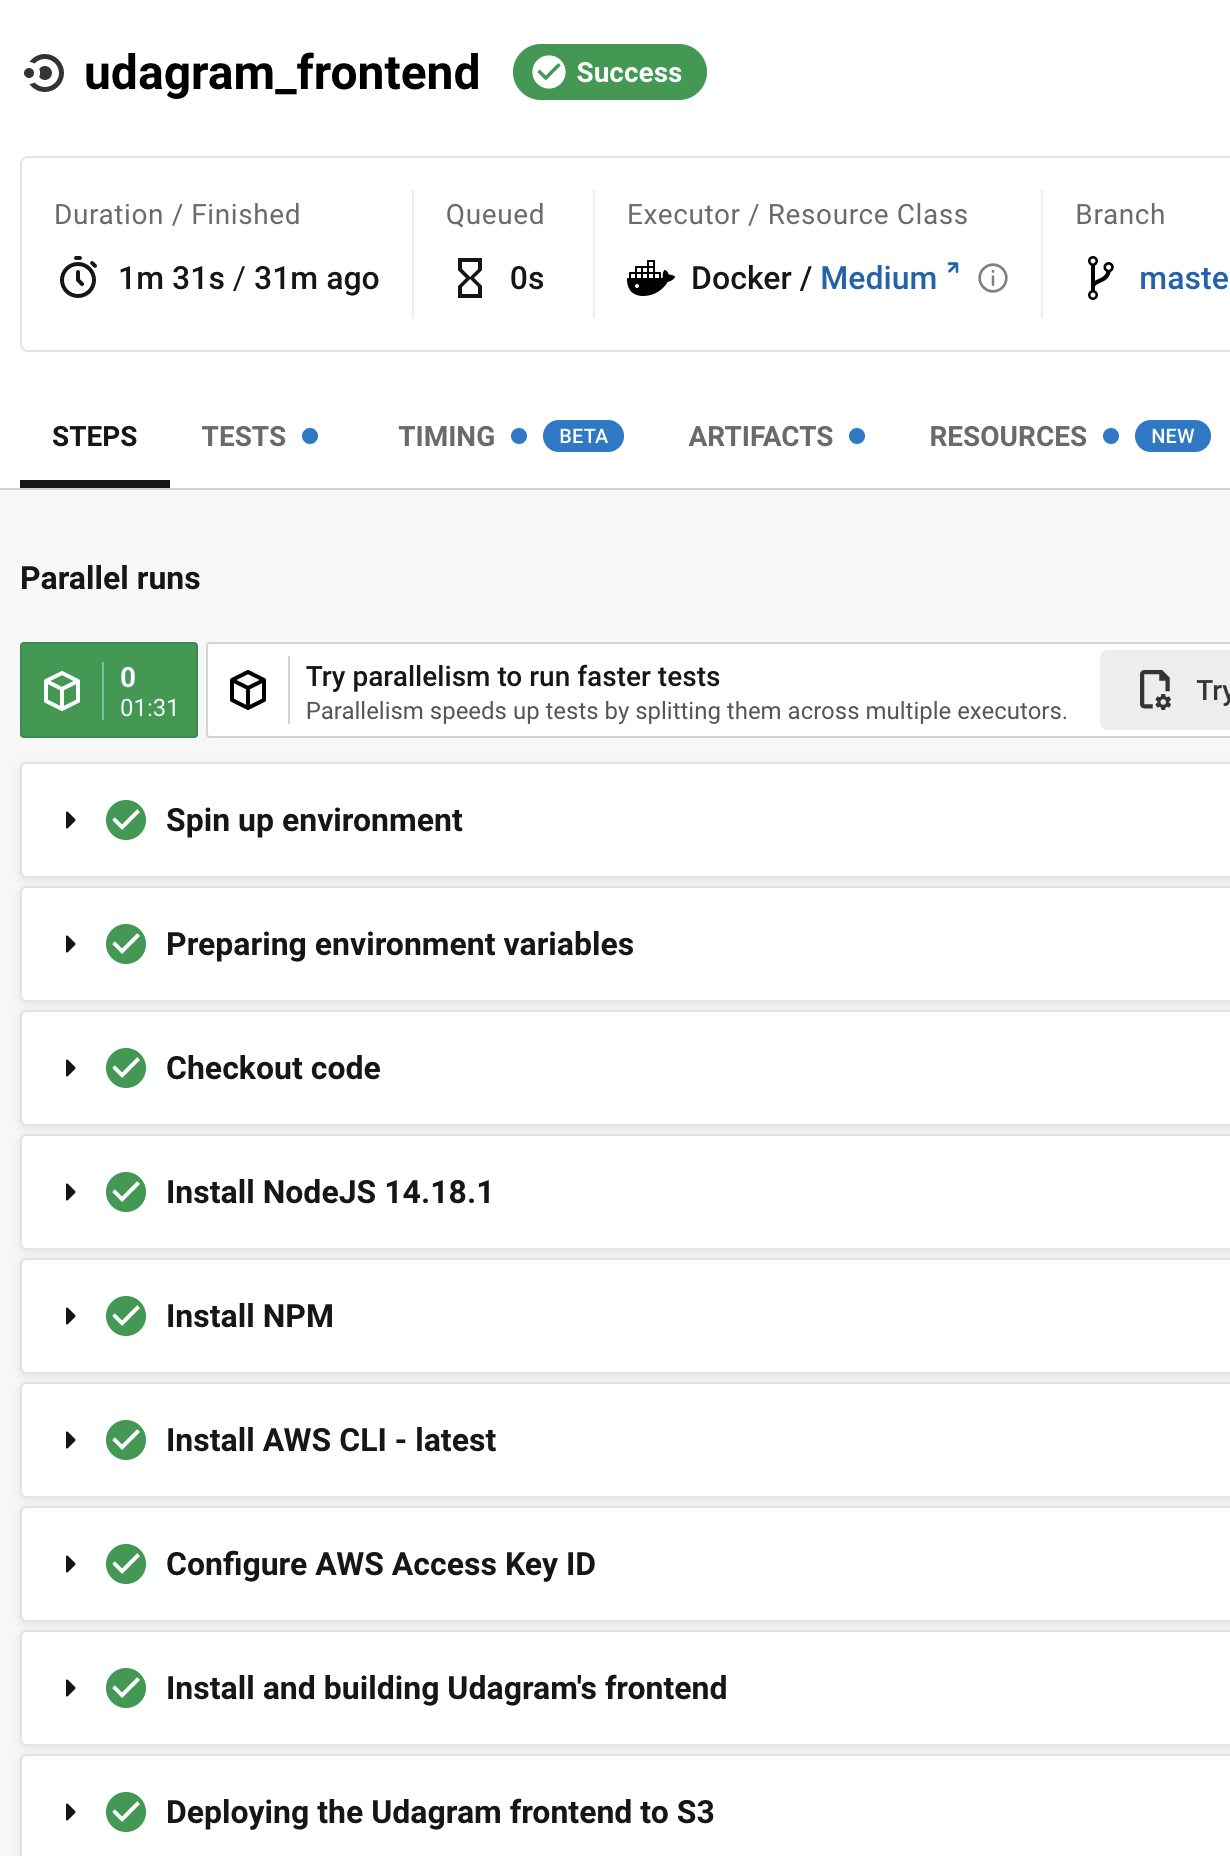 udagram_frontend Success
Duration / Finished Queued Executor / Resource Class Branch
1m 31s / 31m ago 0s Docker / Medium maste
STEPS TESTS TIMING BETA ARTIFACTS RESOURCES NEW
Parallel runs
0
01:31
Try parallelism to run faster tests
Parallelism speeds up tests by splitting them across multiple executors.
Try
Spin up environment
Preparing environment variables
Checkout code
Install NodeJS 14.18.1
Install NPM
Install AWS CLI - latest
Configure AWS Access Key ID
Install and building Udagram's frontend
Deploying the Udagram frontend to S3